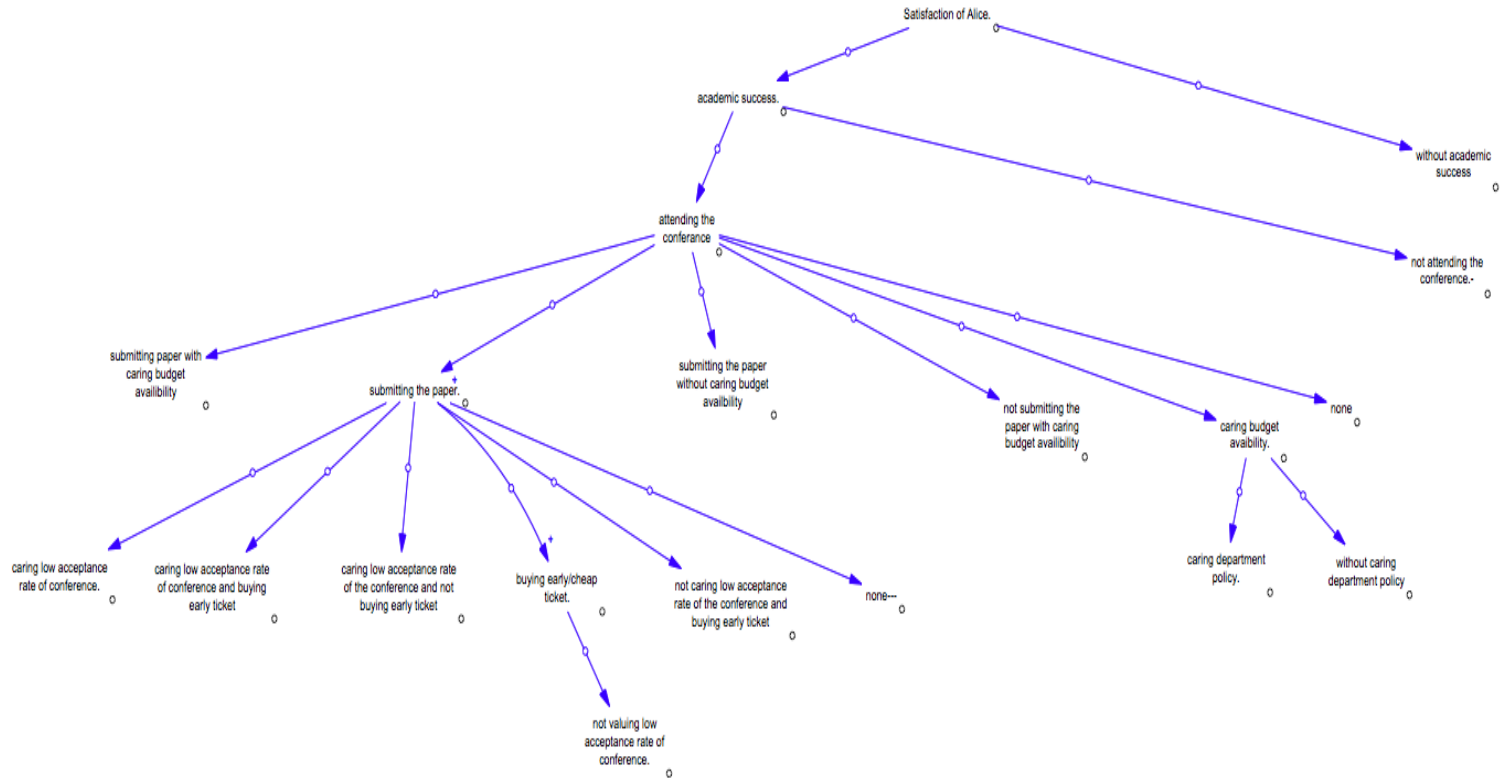 Satisfaction of Alice.
academic success.
without academic
success
attending the
conferance
not attending the
conference.-
submitting paper with
caring budget
availibility
submitting the paper.
+
submitting the paper
without caring budget
availbility
not submitting the
paper with caring
budget availibility
caring budget
avaibility.
none
caring low acceptance
rate of conference.
caring low acceptance rate
of conference and buying
early ticket
caring low acceptance rate
of the conference and not
buying early ticket
+
buying early/cheap
ticket.
not caring low acceptance
rate of the conference and
buying early ticket
none---
caring department
policy.
without caring
department policy
not valuing low
acceptance rate of
conference.